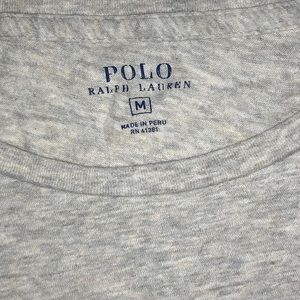 POLO
RALPH LAUREN
M
MADE IN PERU
RN 41381